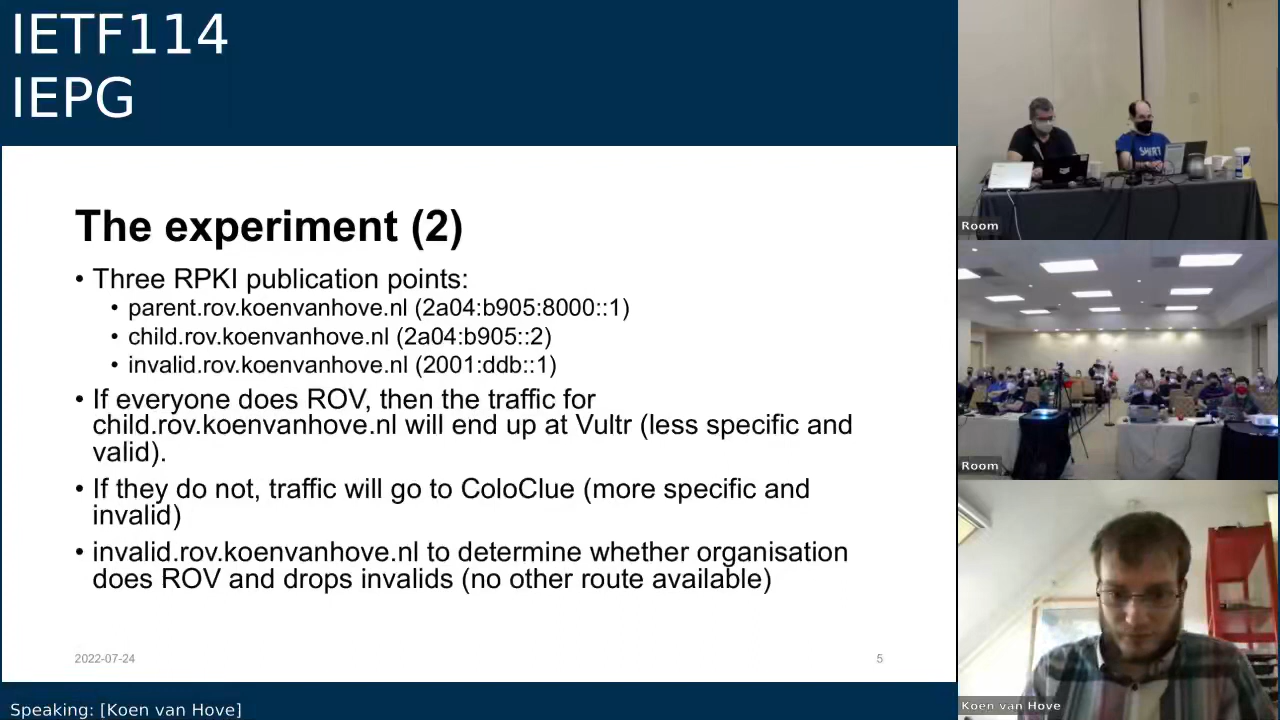 IETF114
IEPG
The experiment (2)
• Three RPKI publication points:
• parent.rov.koenvanhove.nl (2a04:b905:8000::1)
• child.rov.koenvanhove.nl (2a04:b905::2)
• invalid.rov.koenvanhove.nl (2001:ddb::1)
• If everyone does ROV, then the traffic for
child.rov.koenvanhove.nl will end up at Vultr (less specific and
valid).
• If they do not, traffic will go to ColoClue (more specific and
invalid)
• invalid.rov.koenvanhove.nl to determine whether organisation
does ROV and drops invalids (no other route available)
2022-07-24
5
Speaking: [Koen van Hove]
Room
Room
Koen van Hove